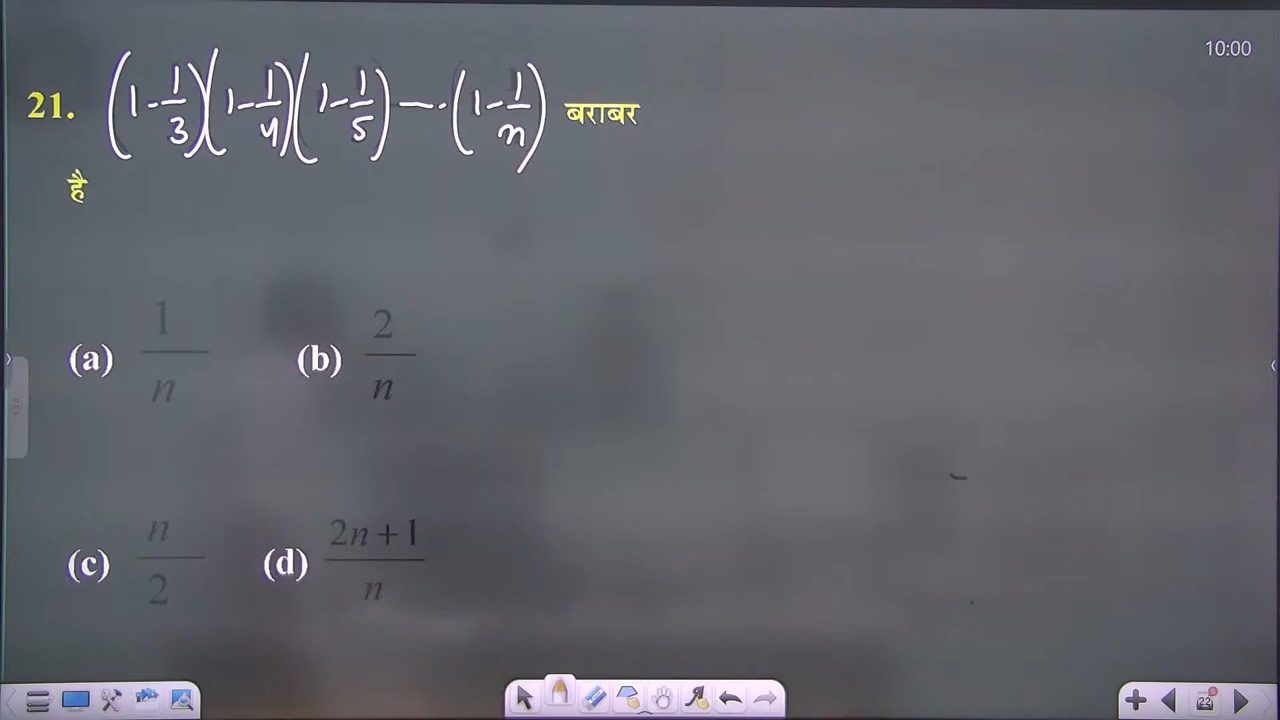 10:00
21. (1-1/3)(1-1/4)(1-1/5)---(1-1/n) बराबर
है
(a) 1/n (b) 2/n
(c) n/2 (d) 2n+1/n
22